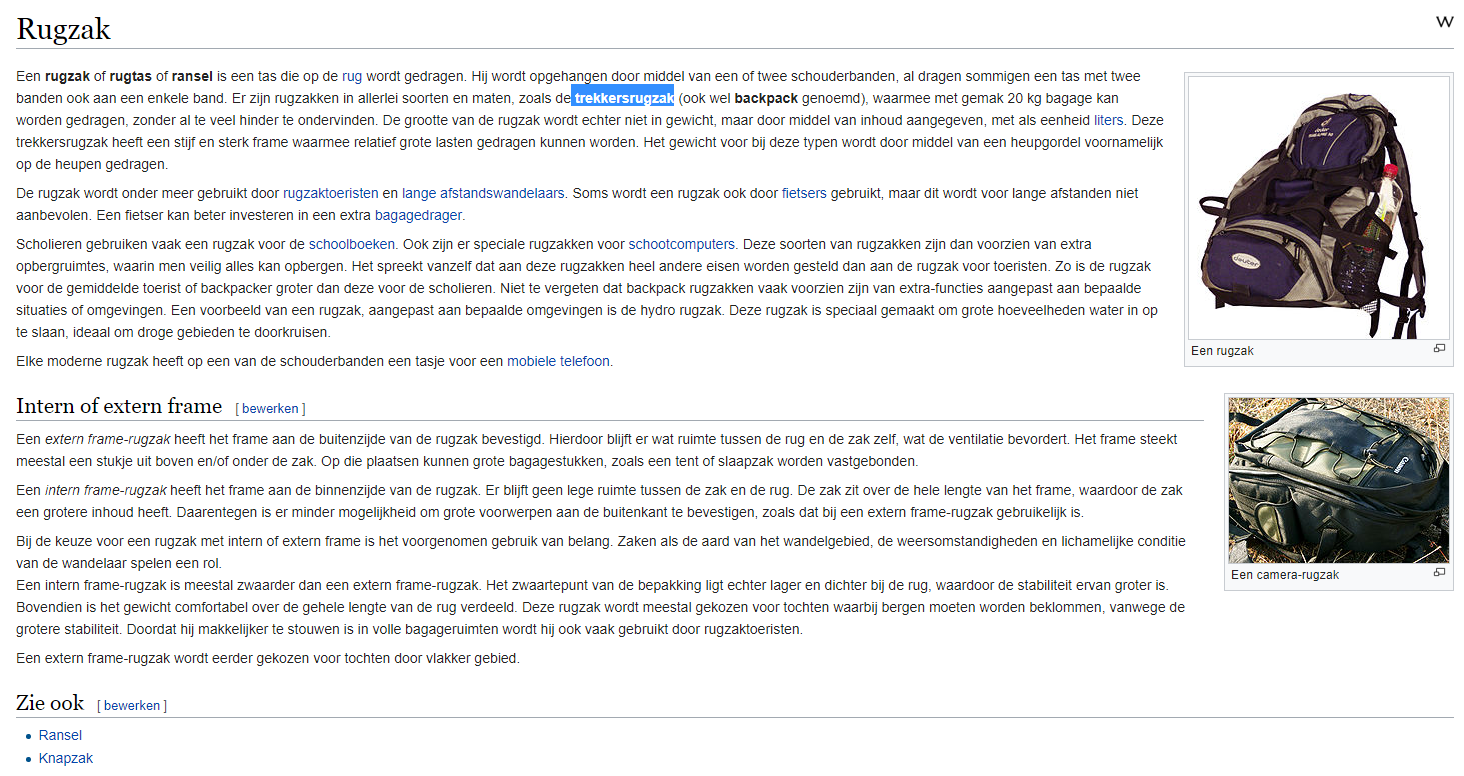 Rugzak
W
Een rugzak of rugtas of ransel is een tas die op de rug wordt gedragen. Hij wordt opgehangen door middel van een of twee schouderbanden, al dragen sommigen een tas met twee
banden ook aan een enkele band. Er zijn rugzakken in allerlei soorten en maten, zoals de trekkersrugzak (ook wel backpack genoemd), waarmee met gemak 20 kg bagage kan
worden gedragen, zonder al te veel hinder te ondervinden. De grootte van de rugzak wordt echter niet in gewicht, maar door middel van inhoud aangegeven, met als eenheid liters. Deze
trekkersrugzak heeft een stijf en sterk frame waarmee relatief grote lasten gedragen kunnen worden. Het gewicht voor bij deze typen wordt door middel van een heupgordel voornamelijk
op de heupen gedragen.
De rugzak wordt onder meer gebruikt door rugzaktoeristen en lange afstandswandelaars. Soms wordt een rugzak ook door fietsers gebruikt, maar dit wordt voor lange afstanden niet
aanbevolen. Een fietser kan beter investeren in een extra bagagedrager.
Scholieren gebruiken vaak een rugzak voor de schoolboeken. Ook zijn er speciale rugzakken voor schootcomputers. Deze soorten van rugzakken zijn dan voorzien van extra
opbergruimtes, waarin men veilig alles kan opbergen. Het spreekt vanzelf dat aan deze rugzakken heel andere eisen worden gesteld dan aan de rugzak voor toeristen. Zo is de rugzak
voor de gemiddelde toerist of backpacker groter dan deze voor de scholieren. Niet te vergeten dat backpack rugzakken vaak voorzien zijn van extra-functies aangepast aan bepaalde
situaties of omgevingen. Een voorbeeld van een rugzak, aangepast aan bepaalde omgevingen is de hydro rugzak. Deze rugzak is speciaal gemaakt om grote hoeveelheden water in op
te slaan, ideaal om droge gebieden te doorkruisen.
Elke moderne rugzak heeft op een van de schouderbanden een tasje voor een mobiele telefoon.
deuter
deuter
Een rugzak
Intern of extern frame [ bewerken ]
Een extern frame-rugzak heeft het frame aan de buitenzijde van de rugzak bevestigd. Hierdoor blijft er wat ruimte tussen de rug en de zak zelf, wat de ventilatie bevordert. Het frame steekt
meestal een stukje uit boven en/of onder de zak. Op die plaatsen kunnen grote bagagestukken, zoals een tent of slaapzak worden vastgebonden.
Een intern frame-rugzak heeft het frame aan de binnenzijde van de rugzak. Er blijft geen lege ruimte tussen de zak en de rug. De zak zit over de hele lengte van het frame, waardoor de zak
een grotere inhoud heeft. Daarentegen is er minder mogelijkheid om grote voorwerpen aan de buitenkant te bevestigen, zoals dat bij een extern frame-rugzak gebruikelijk is.
Bij de keuze voor een rugzak met intern of extern frame is het voorgenomen gebruik van belang. Zaken als de aard van het wandelgebied, de weersomstandigheden en lichamelijke conditie
van de wandelaar spelen een rol.
Een intern frame-rugzak is meestal zwaarder dan een extern frame-rugzak. Het zwaartepunt van de bepakking ligt echter lager en dichter bij de rug, waardoor de stabiliteit ervan groter is.
Bovendien is het gewicht comfortabel over de gehele lengte van de rug verdeeld. Deze rugzak wordt meestal gekozen voor tochten waarbij bergen moeten worden beklommen, vanwege de
grotere stabiliteit. Doordat hij makkelijker te stouwen is in volle bagageruimten wordt hij ook vaak gebruikt door rugzaktoeristen.
Een extern frame-rugzak wordt eerder gekozen voor tochten door vlakker gebied.
Canon
Een camera-rugzak
Zie ook [ bewerken ]
Ransel
Knapzak